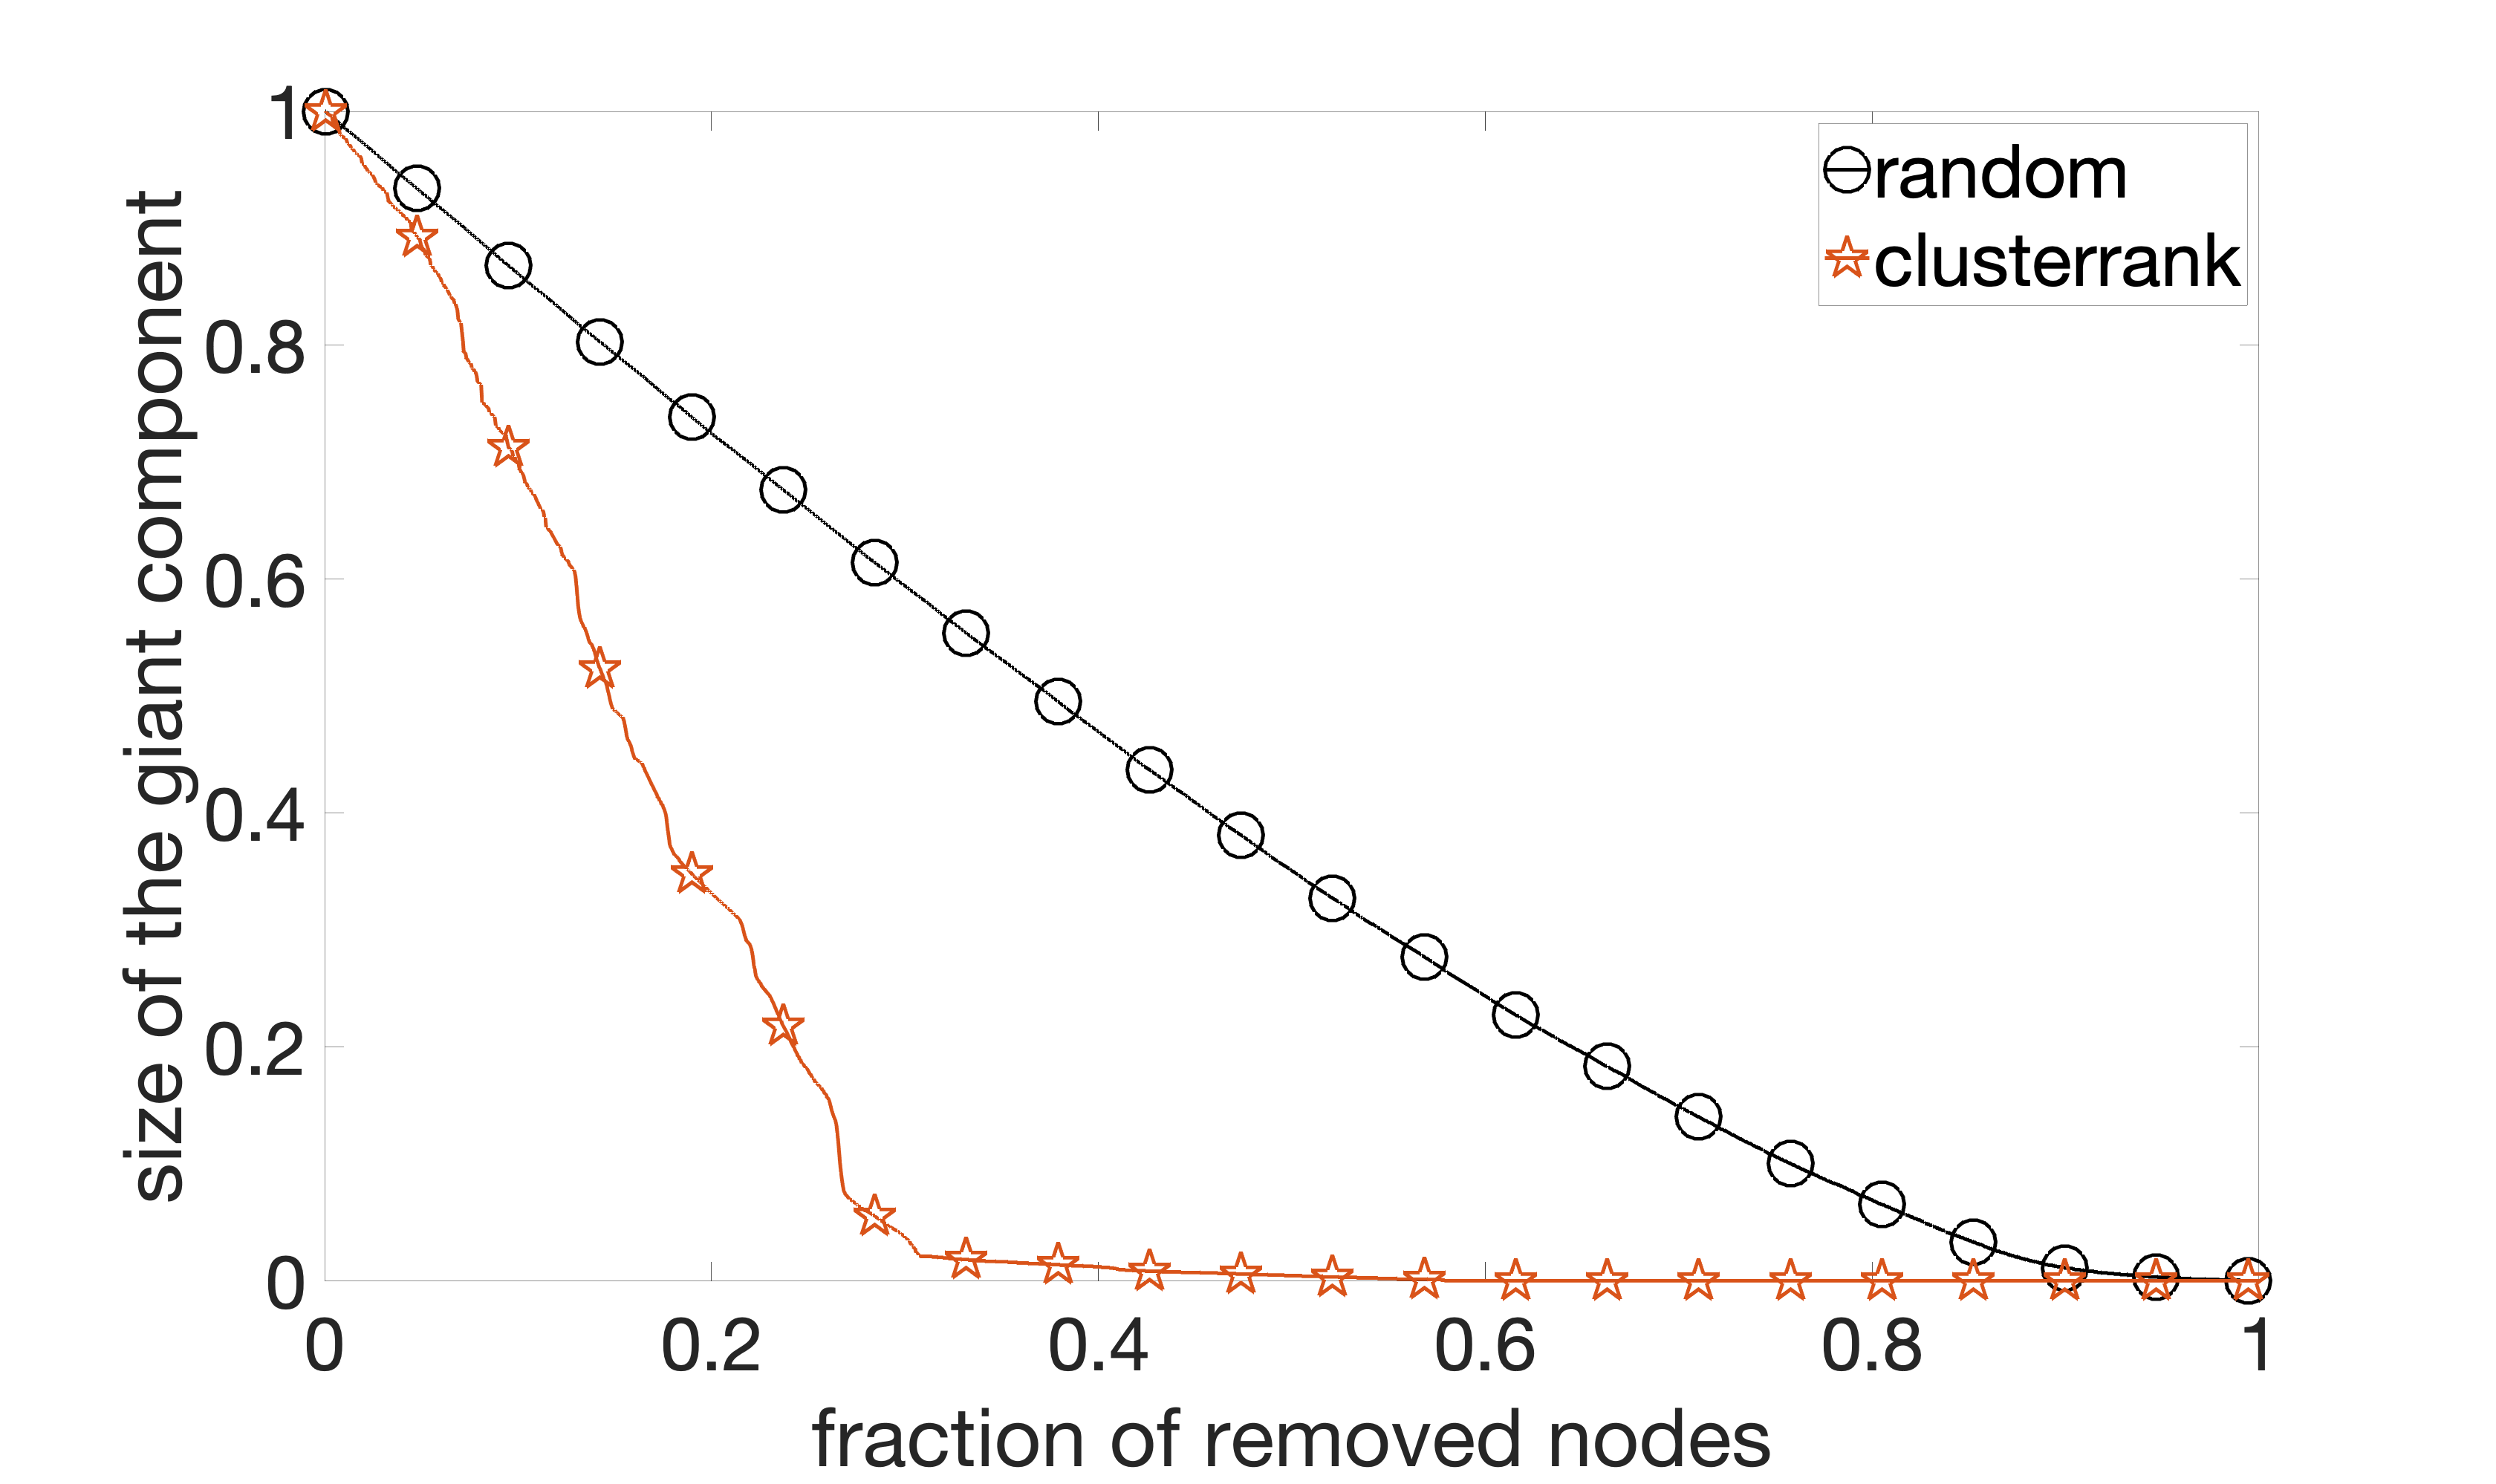 size of the giant component
1
0.8
0.6
0.4
0.2
0
random
clusterrank
0 0.2 0.4 0.6 0.8 1
fraction of removed nodes